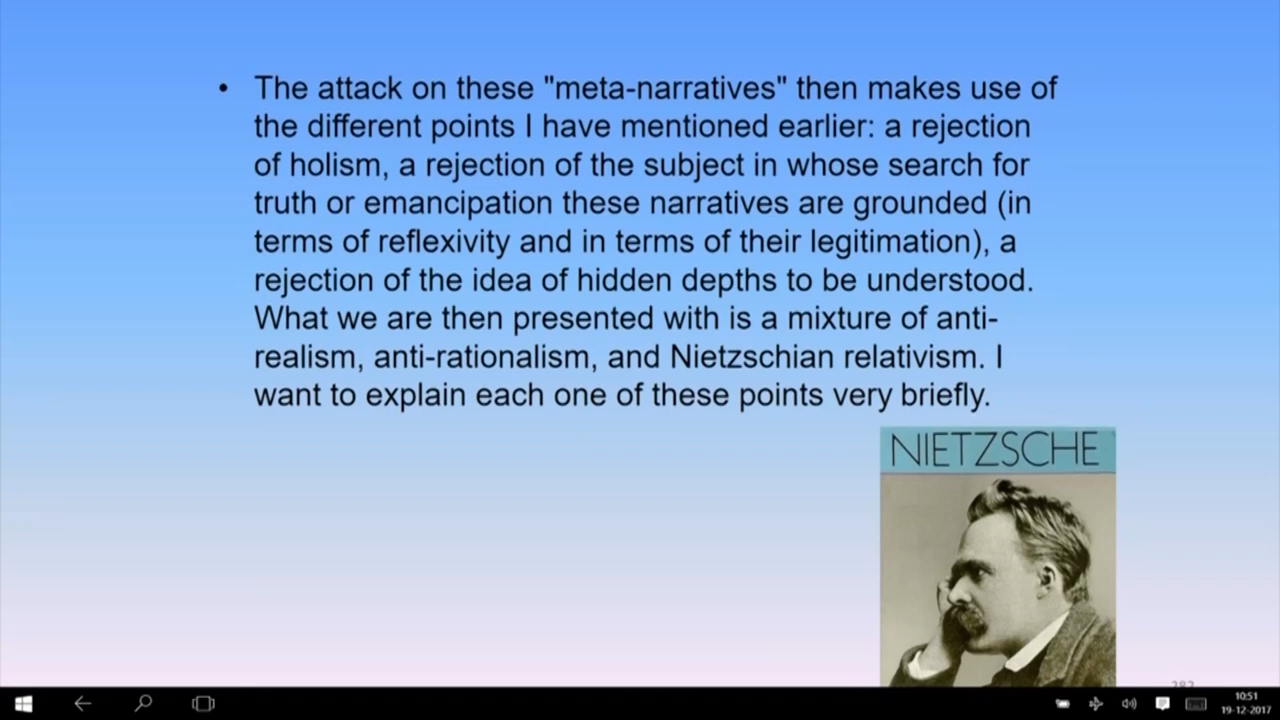 • The attack on these "meta-narratives" then makes use of
the different points I have mentioned earlier: a rejection
of holism, a rejection of the subject in whose search for
truth or emancipation these narratives are grounded (in
terms of reflexivity and in terms of their legitimation), a
rejection of the idea of hidden depths to be understood.
What we are then presented with is a mixture of anti-
realism, anti-rationalism, and Nietzschian relativism. I
want to explain each one of these points very briefly.
NIETZSCHE
10:51
19-12-2017